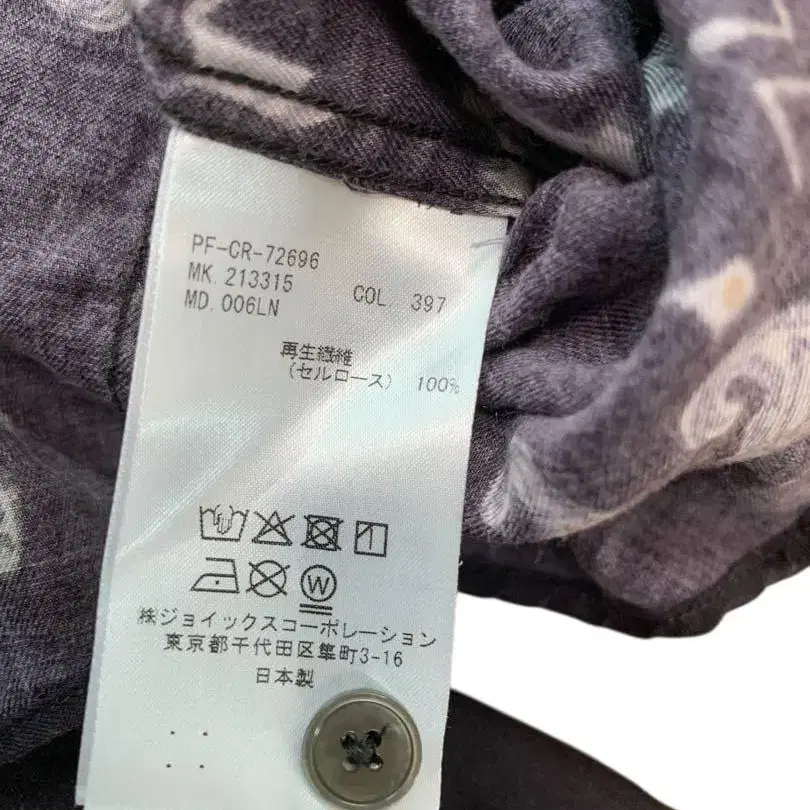 PF-CR-72696
MK. 213315
MD. 006LN
COL. 397
再生繊維
(セルロース) 100%
W
株ジョイックスコーポレーション
東京都千代田区隼町3-16
日本製